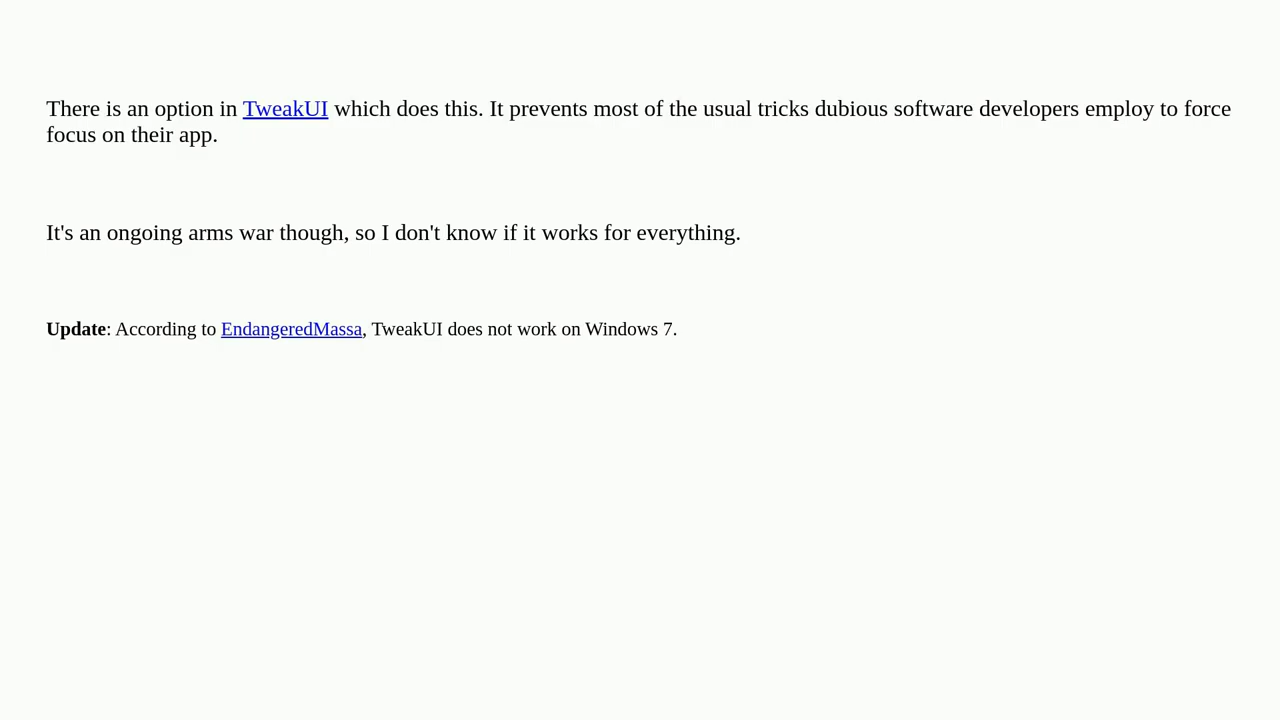 There is an option in TweakUI which does this. It prevents most of the usual tricks dubious software developers employ to force
focus on their app.
It's an ongoing arms war though, so I don't know if it works for everything.
Update: According to EndangeredMassa, TweakUI does not work on Windows 7.